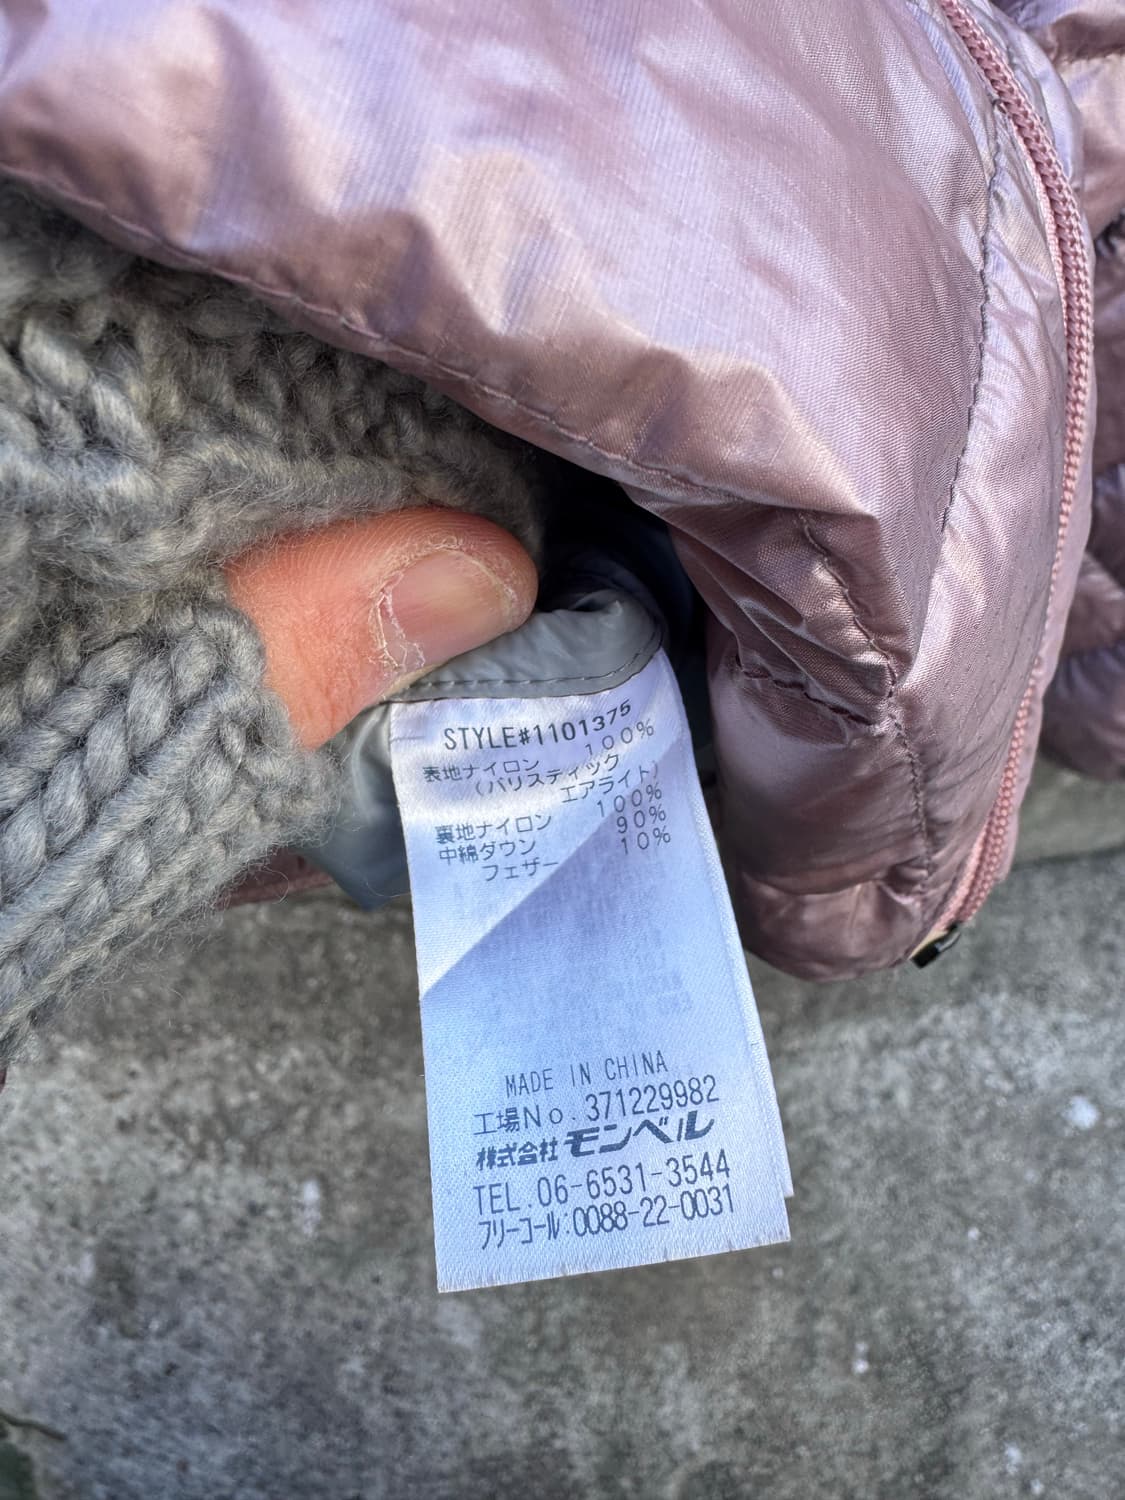 STYLE#1101375
表地ナイロン 100%
(バリスティック
エアライト)
裏地ナイロン 100%
中綿ダウン 90%
フェザー 10%
MADE IN CHINA
工場No.371229982
株式会社モンベル
TEL.06-6531-3544
フリーコール:0088-22-0031